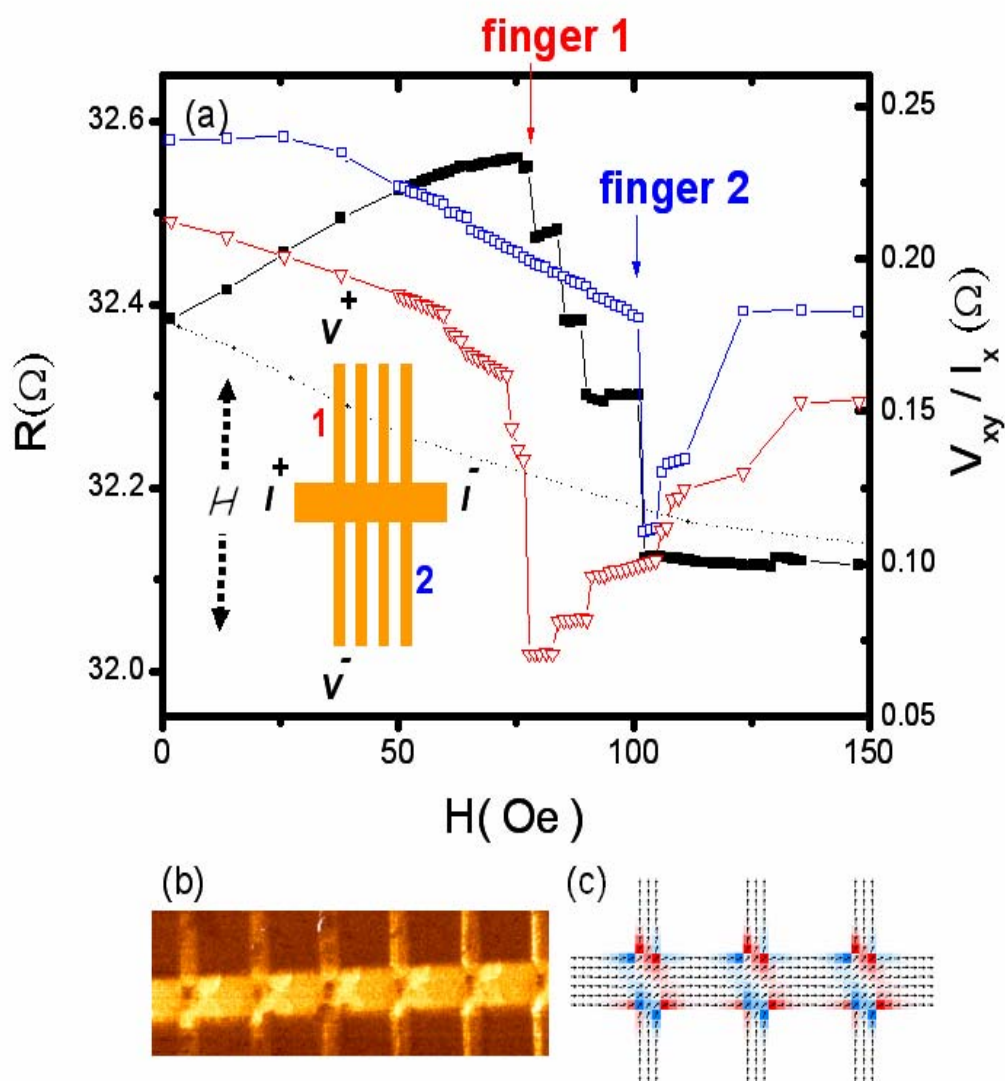 finger 1
(a)
finger 2
32.6
32.4
32.2
32.0
R(Ω)
0.25
0.20
0.15
0.10
0.05
V_xy / I_x (Ω)
V+
1
I+
I-
H
2
V-
0
50
100
150
H( Oe )
(b)
(c)